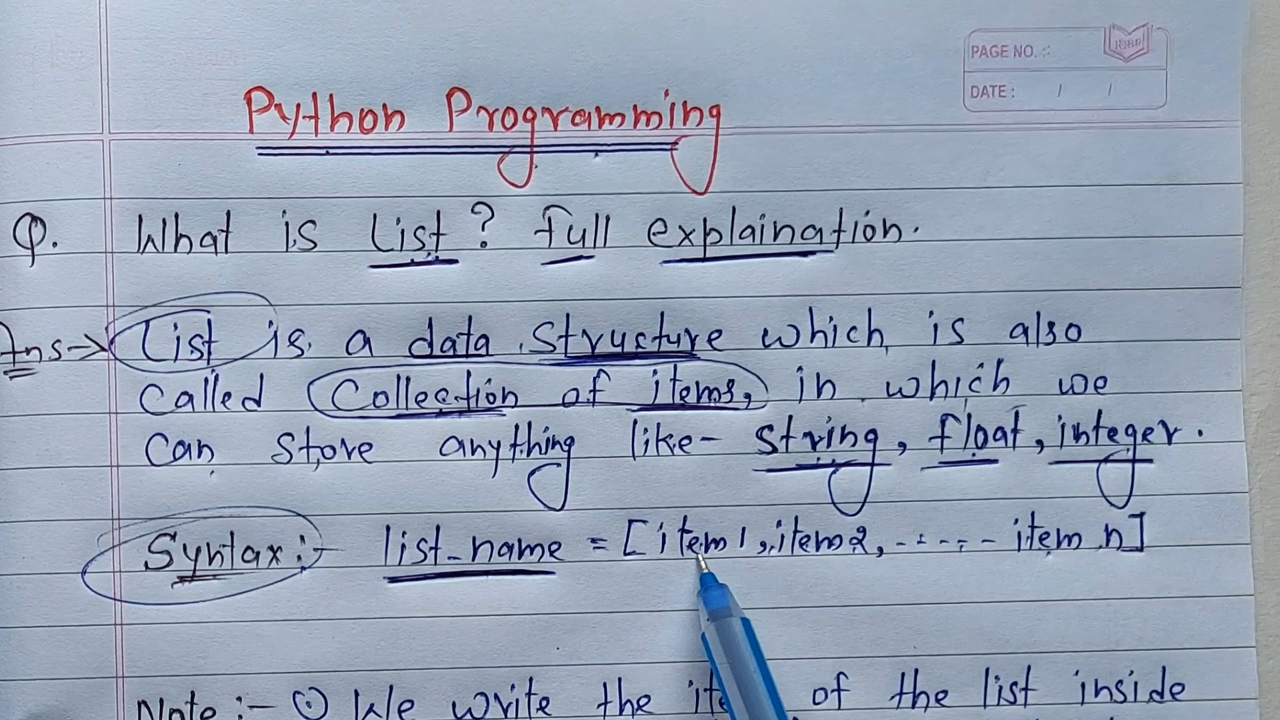 PAGE NO. :
DATE : / /
Python Programming
Q. What is List? Full explaination.
Ans-> List is a data structure which is also
called Collection of items, in which we
can store anything like- string, float, integer.
Syntax:- list_name = [item1, item2, ------ item n]
Note :- ① We write the of the list inside